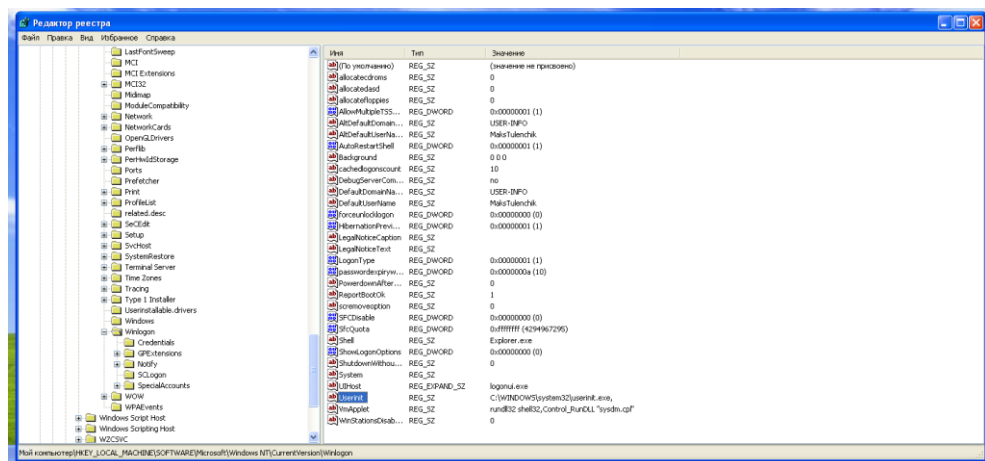 Редактор реестра
Файл Правка Вид Избранное Справка
LastFontSweep
MCI
MCI Extensions
MCI32
Midimap
ModuleCompatibility
Network
NetworkCards
OpenGLDrivers
Perflib
PerHwIdStorage
Ports
Prefetcher
Print
ProfileList
related.desc
SeCEdit
Setup
SvcHost
SystemRestore
Terminal Server
Time Zones
Tracing
Type 1 Installer
Userinstallable.drivers
Windows
Winlogon
Credentials
GPExtensions
Notify
SCLogon
SpecialAccounts
WOW
WPAEvents
Windows Script Host
Windows Scripting Host
WZCSVC
Имя Тип Значение
(По умолчанию) REG_SZ (значение не присвоено)
allocatecdroms REG_SZ 0
allocatedasd REG_SZ 0
allocatefloppies REG_SZ 0
AllowMultipleTSS... REG_DWORD 0x00000001 (1)
AltDefaultDomain... REG_SZ USER-INFO
AltDefaultUserNa... REG_SZ MaksTulenchik
AutoRestartShell REG_DWORD 0x00000001 (1)
Background REG_SZ 0 0 0
cachedlogonscount REG_SZ 10
DebugServerCom... REG_SZ no
DefaultDomainNa... REG_SZ USER-INFO
DefaultUserName REG_SZ MaksTulenchik
forceunlocklogon REG_DWORD 0x00000000 (0)
HibernationPrevi... REG_DWORD 0x00000001 (1)
LegalNoticeCaption REG_SZ
LegalNoticeText REG_SZ
LogonType REG_DWORD 0x00000001 (1)
passwordexpiryw... REG_DWORD 0x0000000a (10)
PowerdownAfter... REG_SZ 0
ReportBootOk REG_SZ 1
scremoveoption REG_SZ 0
SFCDisable REG_DWORD 0x00000000 (0)
SfcQuota REG_DWORD 0xffffffff (4294967295)
Shell REG_SZ Explorer.exe
ShowLogonOptions REG_DWORD 0x00000000 (0)
ShutdownWithou... REG_SZ 0
System REG_SZ
UIHost REG_EXPAND_SZ logonui.exe
Userinit REG_SZ C:\WINDOWS\system32\userinit.exe,
VmApplet REG_SZ rundll32 shell32,Control_RunDLL "sysdm.cpl"
WinStationsDisab... REG_SZ 0
Мой компьютер\HKEY_LOCAL_MACHINE\SOFTWARE\Microsoft\Windows NT\CurrentVersion\Winlogon